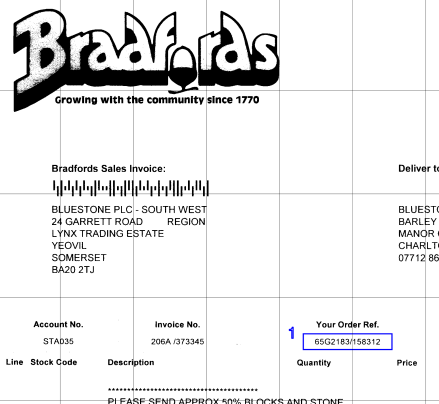 Bradfords
Growing with the community since 1770
Bradfords Sales Invoice:
Deliver to
BLUESTONE PLC - SOUTH WEST
24 GARRETT ROAD REGION
LYNX TRADING ESTATE
YEOVIL
SOMERSET
BA20 2TJ
BLUESTO
BARLEY
MANOR
CHARLT
07712 86
Account No. Invoice No. Your Order Ref.
1
STA035 206A /373345 65G2183/158312
Line Stock Code Description Quantity Price
****************************************
PLEASE SEND APPROX 50% BLOCKS AND STONE